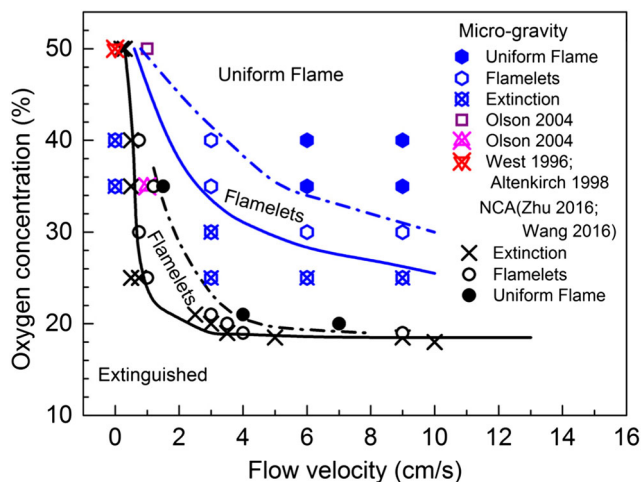 Micro-gravity
Uniform Flame
Flamelets
Extinction
Olson 2004
Olson 2004
West 1996;
Altenkirch 1998
NCA(Zhu 2016;
Wang 2016)
Extinction
Flamelets
Uniform Flame
Uniform Flame
Flamelets
Flamelets
Extinguished
Oxygen concentration (%)
50
40
30
20
10
0 2 4 6 8 10 12 14 16
Flow velocity (cm/s)